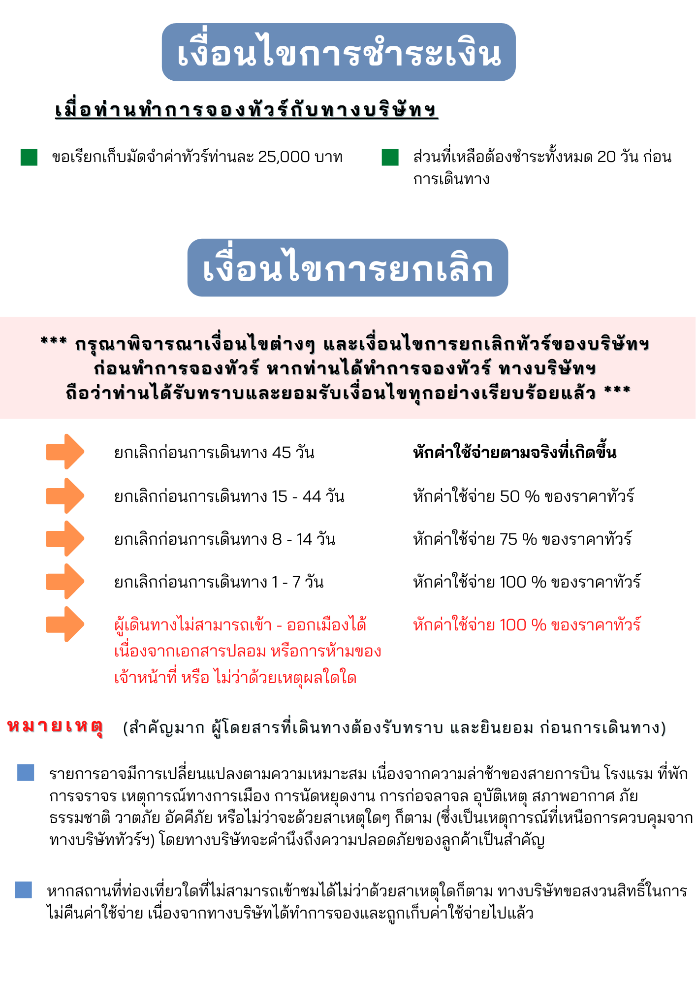 เงื่อนไขการชำระเงิน
เมื่อท่านทำการจองทัวร์กับทางบริษัทฯ
ขอเรียกเก็บมัดจำค่าทัวร์ท่านละ 25,000 บาท
ส่วนที่เหลือต้องชำระทั้งหมด 20 วัน ก่อน
การเดินทาง
เงื่อนไขการยกเลิก
*** กรุณาพิจารณาเงื่อนไขต่างๆ และเงื่อนไขการยกเลิกทัวร์ของบริษัทฯ
ก่อนทำการจองทัวร์ หากท่านได้ทำการจองทัวร์ ทางบริษัทฯ
ถือว่าท่านได้รับทราบและยอมรับเงื่อนไขทุกอย่างเรียบร้อยแล้ว ***
ยกเลิกก่อนการเดินทาง 45 วัน
หักค่าใช้จ่ายตามจริงที่เกิดขึ้น
ยกเลิกก่อนการเดินทาง 15 - 44 วัน
หักค่าใช้จ่าย 50 % ของราคาทัวร์
ยกเลิกก่อนการเดินทาง 8 - 14 วัน
หักค่าใช้จ่าย 75 % ของราคาทัวร์
ยกเลิกก่อนการเดินทาง 1 - 7 วัน
หักค่าใช้จ่าย 100 % ของราคาทัวร์
ผู้เดินทางไม่สามารถเข้า - ออกเมืองได้
หักค่าใช้จ่าย 100 % ของราคาทัวร์
เนื่องจากเอกสารปลอม หรือการห้ามของ
เจ้าหน้าที่ หรือ ไม่ว่าด้วยเหตุผลใดใด
หมายเหตุ (สำคัญมาก ผู้โดยสารที่เดินทางต้องรับทราบ และยินยอม ก่อนการเดินทาง)
รายการอาจมีการเปลี่ยนแปลงตามความเหมาะสม เนื่องจากความล่าช้าของสายการบิน โรงแรม ที่พัก
การจราจร เหตุการณ์ทางการเมือง การนัดหยุดงาน การก่อจลาจล อุบัติเหตุ สภาพอากาศ ภัย
ธรรมชาติ วาตภัย อัคคีภัย หรือไม่ว่าจะด้วยสาเหตุใดๆ ก็ตาม (ซึ่งเป็นเหตุการณ์ที่เหนือการควบคุมจาก
ทางบริษัททัวร์ฯ) โดยทางบริษัทจะคำนึงถึงความปลอดภัยของลูกค้าเป็นสำคัญ
หากสถานที่ท่องเที่ยวใดที่ไม่สามารถเข้าชมได้ไม่ว่าด้วยสาเหตุใดก็ตาม ทางบริษัทขอสงวนสิทธิ์ในการ
ไม่คืนค่าใช้จ่าย เนื่องจากทางบริษัทได้ทำการจองและถูกเก็บค่าใช้จ่ายไปแล้ว